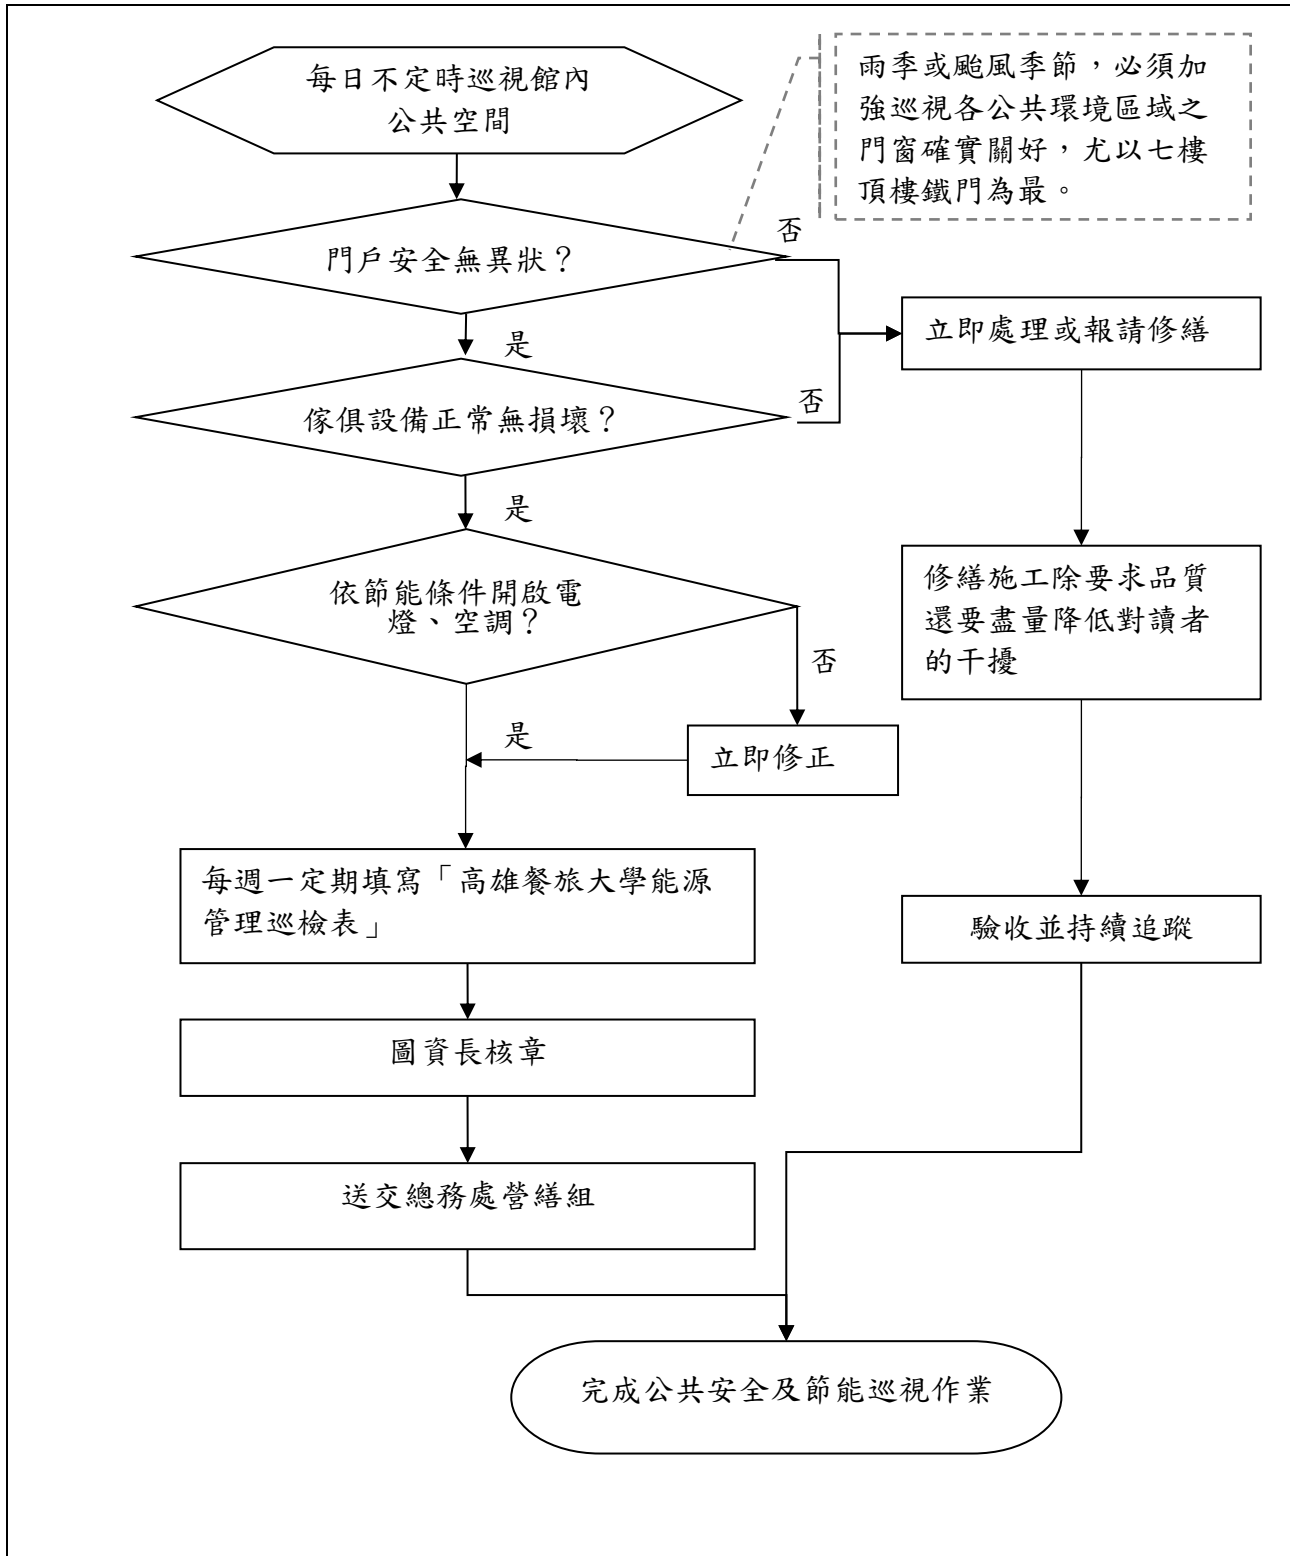 每日不定時巡視館內
公共空間
雨季或颱風季節，必須加
強巡視各公共環境區域之
門窗確實關好，尤以七樓
頂樓鐵門為最。
門戶安全無異狀？
否
立即處理或報請修繕
是
傢俱設備正常無損壞？
否
是
依節能條件開啟電
燈、空調？
修繕施工除要求品質
還要盡量降低對讀者
的干擾
否
是
立即修正
每週一定期填寫「高雄餐旅大學能源
管理巡檢表」
驗收並持續追蹤
圖資長核章
送交總務處營繕組
完成公共安全及節能巡視作業